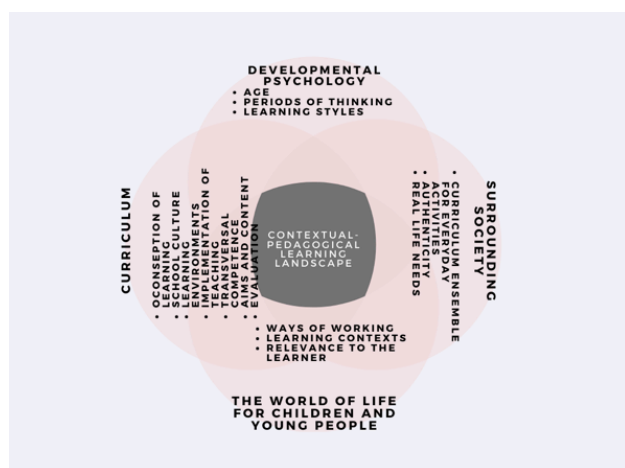 DEVELOPMENTAL
PSYCHOLOGY
• AGE
• PERIODS OF THINKING
• LEARNING STYLES
CURRICULUM
• OCONSEPTION OF
LEARNING
• SCHOOL CULTURE
• LEARNING
ENVIRONMENTS
• IMPLEMENTATION OF
TEACHING
• TRANSVERSAL
COMPETENCE
• AIMS AND CONTENT
• EVALUATION
CONTEXTUAL-
PEDAGOGICAL
LEARNING
LANDSCAPE
SURROUNDING
SOCIETY
• CURRICULUM ENSEMBLE
FOR EVERYDAY
ACTIVITIES
• AUTHENTICITY
• REAL LIFE NEEDS
• WAYS OF WORKING
• LEARNING CONTEXTS
• RELEVANCE TO THE
LEARNER
THE WORLD OF LIFE
FOR CHILDREN AND
YOUNG PEOPLE